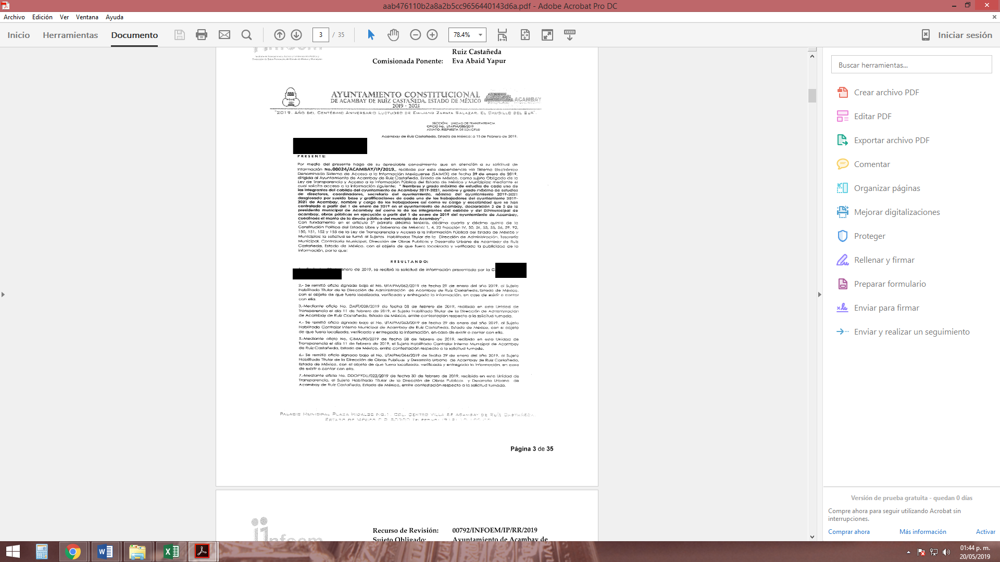 aab476110b2a8a2b5cc9656440143d6a.pdf - Adobe Acrobat Pro DC
Archivo Edición Ver Ventana Ayuda
Inicio Herramientas Documento 3 / 35 78.4% Iniciar sesión
Instituto de Transparencia, Acceso a la Información Pública y
Protección de Datos Personales del Estado de México y Municipios
Ruiz Castañeda
Comisionada Ponente: Eva Abaid Yapur
AYUNTAMIENTO CONSTITUCIONAL
DE ACAMBAY DE RUÍZ CASTAÑEDA, ESTADO DE MÉXICO
2019 - 2021
ACAMBAY
"2019. AÑO DEL CENTÉSIMO ANIVERSARIO LUCTUOSO DE EMILIANO ZAPATA SALAZAR. EL CAUDILLO DEL SUR".
SECCIÓN: UNIDAD DE TRANSPARENCIA
OFICIO No. UTAIPM/088/2019
ASUNTO: RESPUESTA DE SOLICITUD
Acambay de Ruiz Castañeda, Estado de México; a 15 de Febrero de 2019.
PRESENTE:
Por medio del presente hago de su apreciable conocimiento que en atención a su solicitud de
información No.00024/ACAMBAY/IP/2019., recibida por esta dependencia vía Sistema Electrónico
Denominado Sistema de Acceso a la Información Mexiquense (SAIMEX) de fecha 29 de enero de 2019,
dirigida al Ayuntamiento de Acambay de Ruiz Castañeda, Estado de México, como sujeto Obligado de la
Ley de Transparencia y Acceso a la Información Pública del Estado de México y Municipios; mediante el
cual solicita acceso a la información siguiente: " Nombres y grado máximo de estudios de cada uno de
los integrantes del cabildo del ayuntamiento de Acambay 2019-2021, nombre y grado máximo de estudios
de directores, coordinadores, secretario del ayuntamiento, nómina del ayuntamiento 2019-2021
desglosado por sueldo base y gratificaciones de cada uno de los trabajadores del ayuntamiento 2019-
2021 de Acambay, nombre y cargo de los trabajadores así como su cargo y escolaridad que se han
contratado a partir del 1 de enero de 2019 en el ayuntamiento de Acambay, declaración 3 de 3 de la
presidenta municipal de Acambay así como la de los integrantes del cabildo y del DIFmunicipal de
acambay, obras públicas en ejecución a partir del 1 de enero de 2019 del ayuntamiento de Acambay,
cuealnoes el monto de la deuda pública del municipio de Acambay" .
Con fundamento en el artículo 5° párrafo décimo tercero, décimo cuarto y décimo quinto de la
Constitución Política del Estado Libre y Soberano de México; 1, 4, 23 fracción IV, 50, 51, 53, 55, 56, 59, 92,
150, 151, 152 y 155 de la Ley de Transparencia y Acceso a la Información Pública del Estado de México y
Municipios; la solicitud se turnó al Sujetos Habilitados Titular de la Dirección de Administración, Tesorería
Municipal, Contraloría Municipal, Dirección de Obras Publicas y Desarrollo Urbano de Acambay de Ruiz
Castañeda, Estado de México, con el objeto de que fuera localizada y verificada la publicidad de la
información, por lo que:
RESULTANDO:
enero de 2019, se recibió la solicitud de información presentada por la C.
2.- Se remitió oficio signado bajo el No. UTAIPM/062/2019 de fecha 29 de enero del año 2019, al Sujeto
Habilitado Titular de la Dirección de Administración de Acambay de Ruiz Castañeda, Estado de México,
con el objeto de que fuera localizada, verificada y entregada la información, en caso de existir o contar
con ella.
3.-Mediante oficio No. DAFT/028/2019 de fecha 08 de febrero de 2019, recibido en esta Unidad de
Transparencia el día 11 de febrero de 2019, el Sujeto Habilitado Titular de la Dirección de Administración
de Acambay de Ruiz Castañeda, Estado de México, emite contestación respecto a la solicitud turnada.
4.- Se remitió oficio signado bajo el No. UTAIPM/063/2019 de fecha 29 de enero del año 2019, al Sujeto
Habilitado Contralor Interno Municipal de Acambay de Ruiz Castañeda, Estado de México, con el objeto
de que fuera localizada, verificada y entregada la información, en caso de existir o contar con ella.
5.-Mediante oficio No. CIMA/90/2019 de fecha 08 de febrero de 2019, recibido en esta Unidad de
Transparencia el día 11 de febrero de 2019, el Sujeto Habilitado Contralor Interno Municipal de Acambay
de Ruiz Castañeda, Estado de México, emite contestación respecto a la solicitud turnada.
6.- Se remitió oficio signado bajo el No. UTAIPM/064/2019 de fecha 29 de enero del año 2019, al Sujeto
Habilitado Titular de la Dirección de Obras Publicas y Desarrollo Urbano de Acambay de Ruiz Castañeda,
Estado de México, con el objeto de que fuera localizada, verificada y entregada la información, en caso
de existir o contar con ella.
7.-Mediante oficio No. DDOPYDU/022/2019 de fecha 30 de febrero de 2019, recibido en esta Unidad de
Transparencia, el Sujeto Habilitado Titular de la Dirección de Obras Publicas y Desarrollo Urbano de
Acambay de Ruiz Castañeda, Estado de México, emite contestación respecto a la solicitud turnada.
PALACIO MUNICIPAL PLAZA HIDALGO NO.1, COL. CENTRO VILLA DE ACAMBAY DE RUÍZ CASTAÑEDA,
ESTADO DE MÉXICO C.P.
Página 3 de 35
infoem
Recurso de Revisión: 00792/INFOEM/IP/RR/2019
Sujeto Obligado: Ayuntamiento de Acambay de
Buscar herramientas...
Crear archivo PDF
Editar PDF
Exportar archivo PDF
Comentar
Organizar páginas
Mejorar digitalizaciones
Proteger
Rellenar y firmar
Preparar formulario
Enviar para firmar
Enviar y realizar un seguimiento
Versión de prueba gratuita - quedan 0 días
Compre ahora para seguir utilizando Acrobat sin
interrupciones.
Comprar ahora Más información Activar
01:44 p. m.
20/05/2019